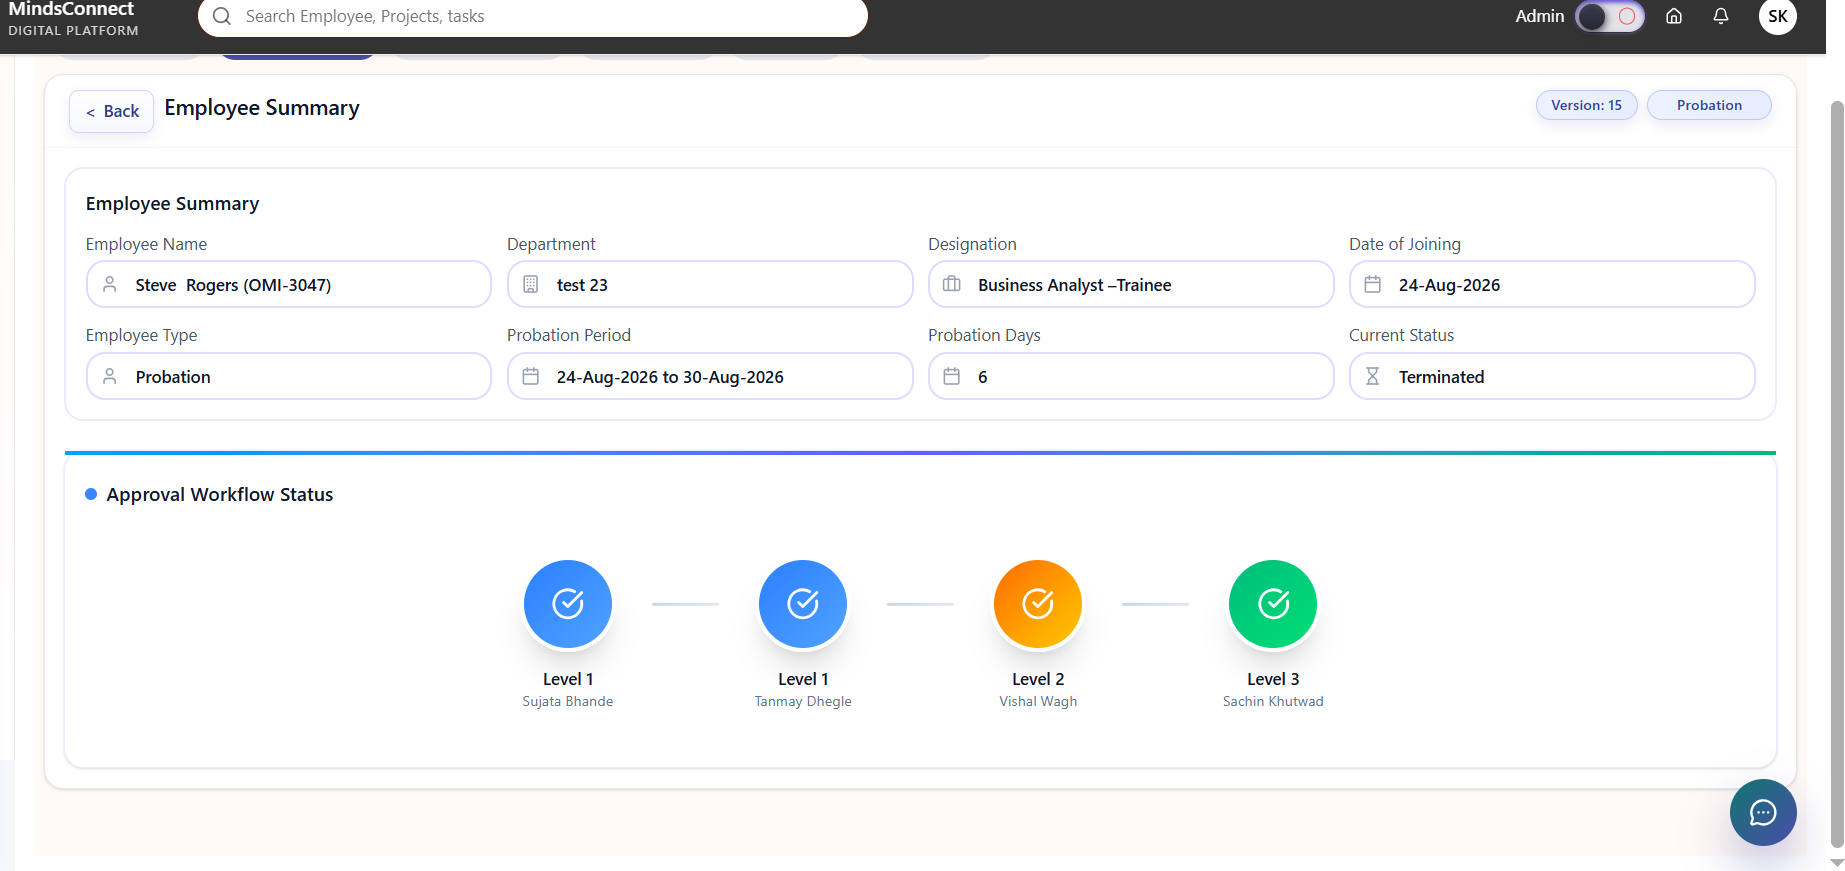 MindsConnect
DIGITAL PLATFORM
Search Employee, Projects, tasks
Admin
SK
< Back
Employee Summary
Version: 15
Probation
Employee Summary
Employee Name
Department
Designation
Date of Joining
Steve  Rogers (OMI-3047)
test 23
Business Analyst –Trainee
24-Aug-2026
Employee Type
Probation Period
Probation Days
Current Status
Probation
24-Aug-2026 to 30-Aug-2026
6
Terminated
Approval Workflow Status
Level 1
Level 1
Level 2
Level 3
Sujata Bhande
Tanmay Dhegle
Vishal Wagh
Sachin Khutwad